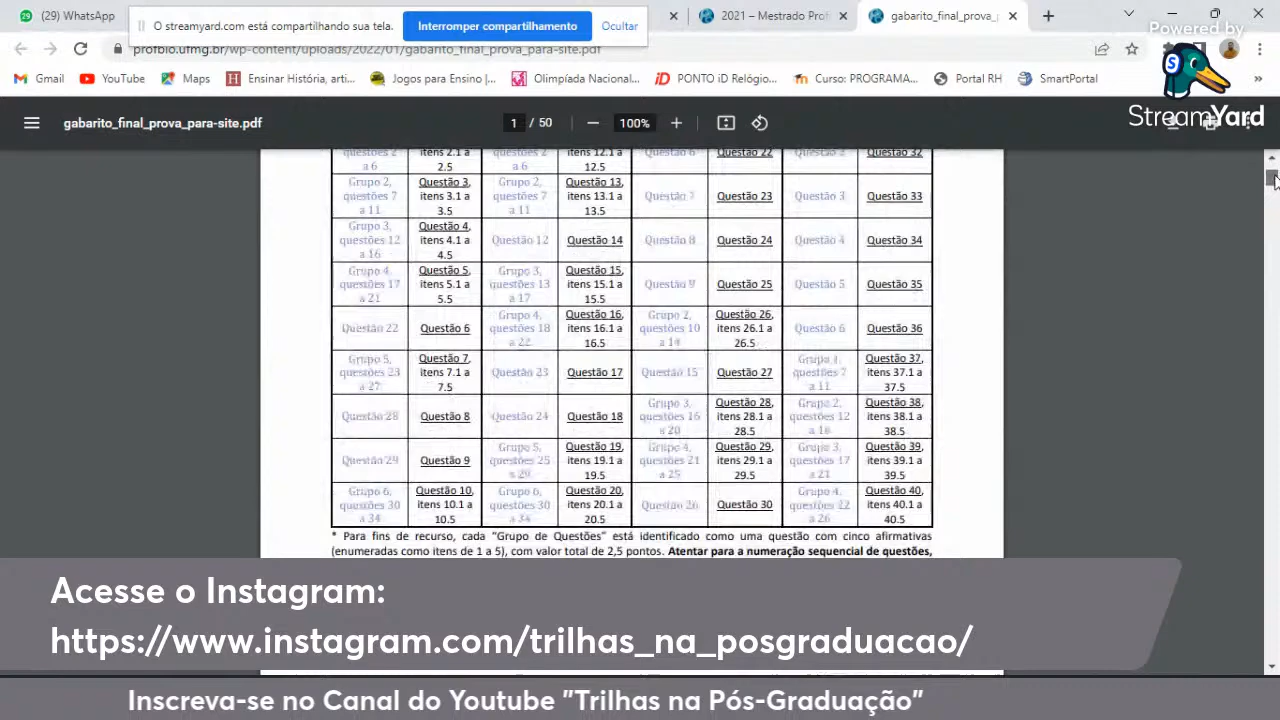 (29) WhatsApp
O streamyard.com está compartilhando sua tela.
Interromper compartilhamento
Ocultar
2021 – Mestrado Prof
gabarito_final_prova_
Powered by
profbio.ufmg.br/wp-content/uploads/2022/01/gabarito_final_prova_para-site.pdf
Gmail
YouTube
Maps
Ensinar História, arti...
Jogos para Ensino |...
Olimpíada Nacional...
PONTO iD Relógio...
Curso: PROGRAMA...
Portal RH
SmartPortal
StreamYard
gabarito_final_prova_para-site.pdf
1 / 50
100%
questões 2 a 6
itens 2.1 a 2.5
questões 2 a 6
itens 12.1 a 12.5
Questão 6
Questão 22
Questão 2
Questão 32
Grupo 2, questões 7 a 11
Questão 3, itens 3.1 a 3.5
Grupo 2, questões 7 a 11
Questão 13, itens 13.1 a 13.5
Questão 7
Questão 23
Questão 3
Questão 33
Grupo 3, questões 12 a 16
Questão 4, itens 4.1 a 4.5
Questão 12
Questão 14
Questão 8
Questão 24
Questão 4
Questão 34
Grupo 4, questões 17 a 21
Questão 5, itens 5.1 a 5.5
Grupo 3, questões 13 a 17
Questão 15, itens 15.1 a 15.5
Questão 9
Questão 25
Questão 5
Questão 35
Questão 22
Questão 6
Grupo 4, questões 18 a 22
Questão 16, itens 16.1 a 16.5
Grupo 2, questões 10 a 14
Questão 26, itens 26.1 a 26.5
Questão 6
Questão 36
Grupo 5, questões 23 a 27
Questão 7, itens 7.1 a 7.5
Questão 23
Questão 17
Questão 15
Questão 27
Grupo 1, questões 7 a 11
Questão 37, itens 37.1 a 37.5
Questão 28
Questão 8
Questão 24
Questão 18
Grupo 3, questões 16 a 20
Questão 28, itens 28.1 a 28.5
Grupo 2, questões 12 a 16
Questão 38, itens 38.1 a 38.5
Questão 29
Questão 9
Grupo 5, questões 25 a 29
Questão 19, itens 19.1 a 19.5
Grupo 4, questões 21 a 25
Questão 29, itens 29.1 a 29.5
Grupo 3, questões 17 a 21
Questão 39, itens 39.1 a 39.5
Grupo 6, questões 30 a 34
Questão 10, itens 10.1 a 10.5
Grupo 6, questões 30 a 34
Questão 20, itens 20.1 a 20.5
Questão 26
Questão 30
Grupo 4, questões 22 a 26
Questão 40, itens 40.1 a 40.5
* Para fins de recurso, cada "Grupo de Questões" está identificado como uma questão com cinco afirmativas
(enumeradas como itens de 1 a 5), com valor total de 2,5 pontos. Atentar para a numeração sequencial de questões,
Acesse o Instagram:
https://www.instagram.com/trilhas_na_posgraduacao/
Inscreva-se no Canal do Youtube "Trilhas na Pós-Graduação"